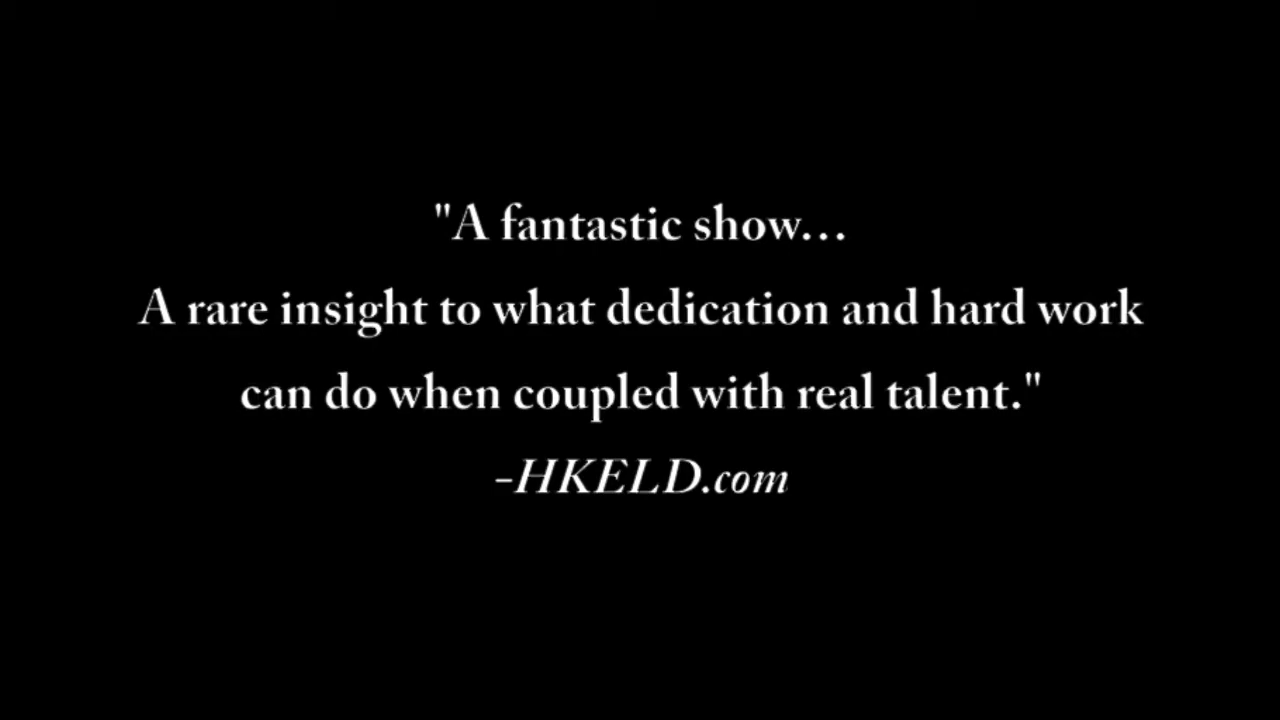 "A fantastic show...
A rare insight to what dedication and hard work
can do when coupled with real talent."
-HKELD.com